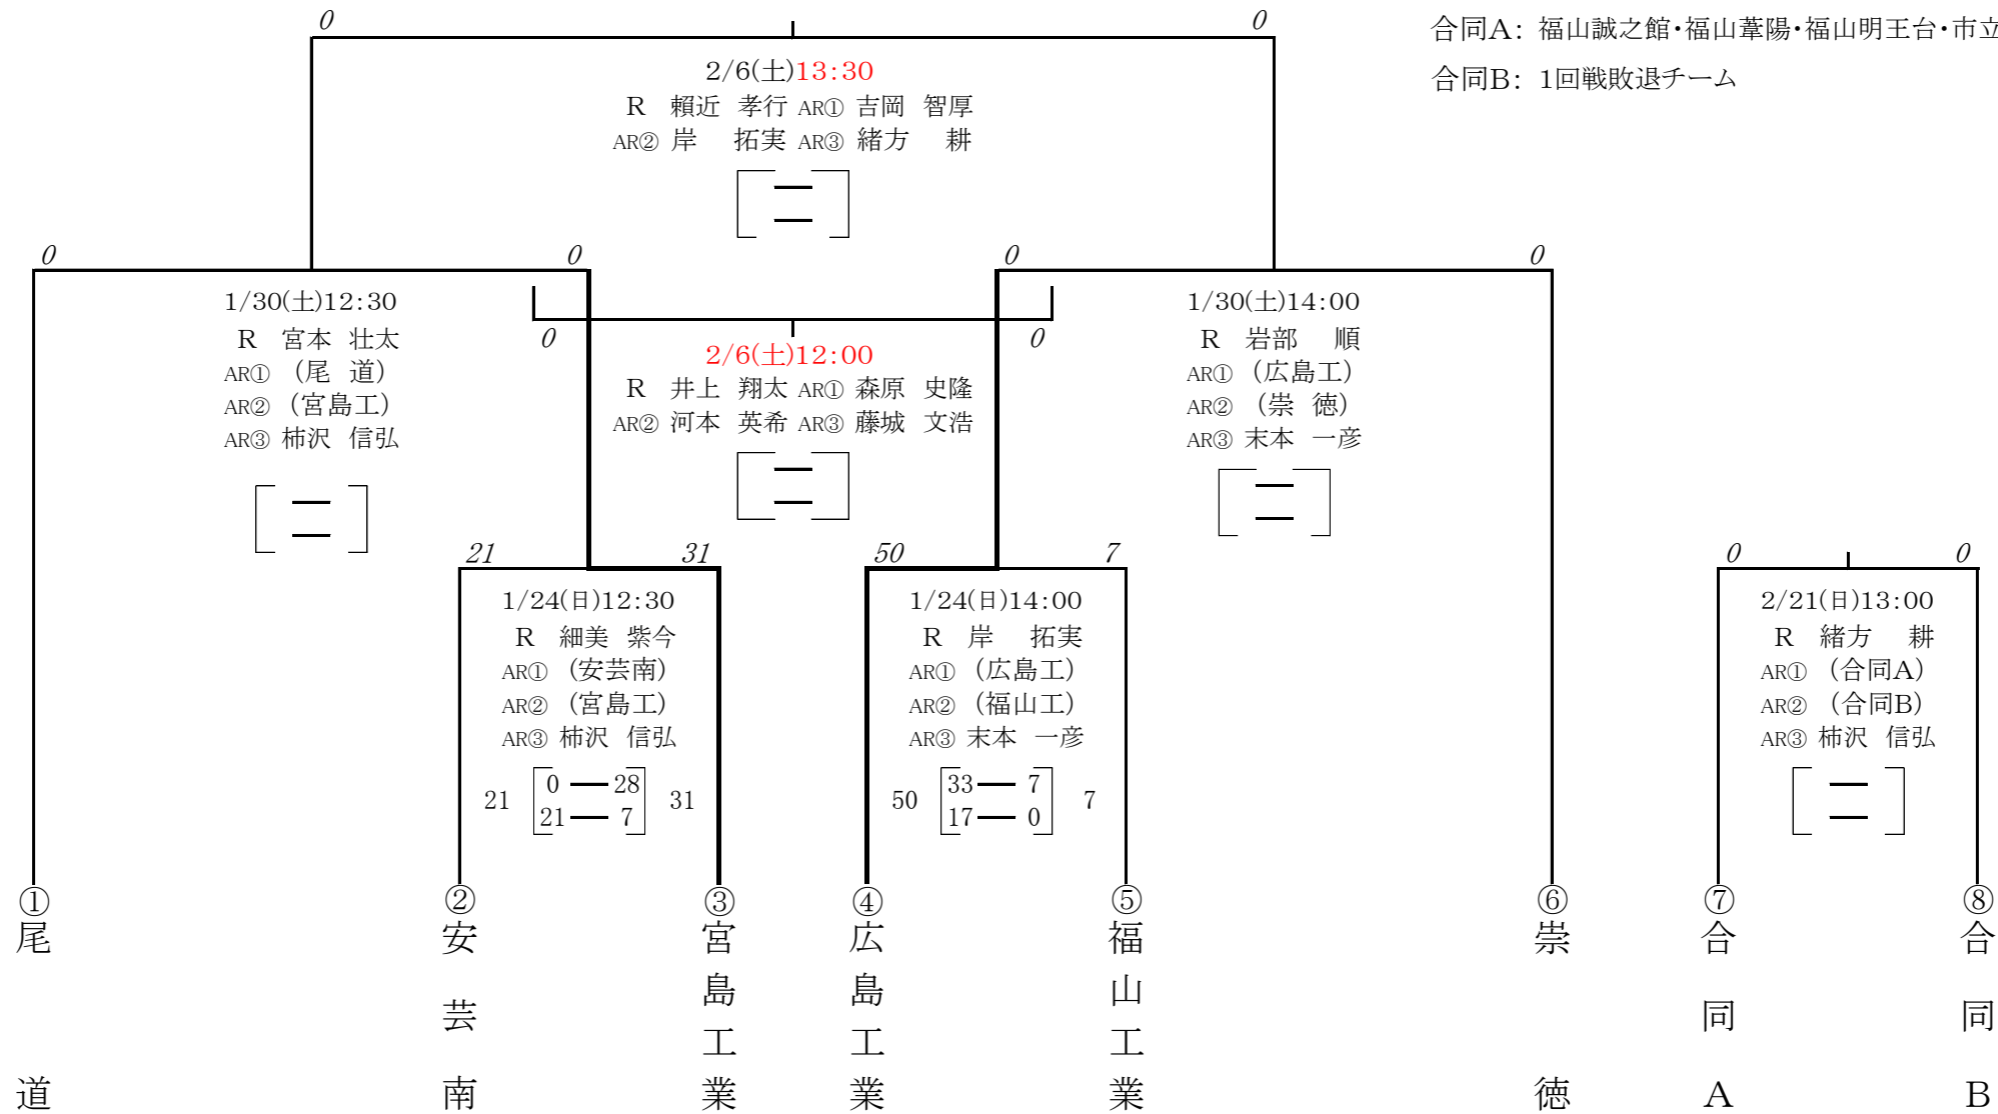 0 0
合同A: 福山誠之館・福山葦陽・福山明王台・市立
合同B: 1回戦敗退チーム
2/6(土)13:30
R 頼近 孝行 AR① 吉岡 智厚
AR② 岸 拓実 AR③ 緒方 耕
0 0 0 0
1/30(土)12:30
R 宮本 壮太
AR① (尾 道)
AR② (宮島工)
AR③ 柿沢 信弘
0 0
2/6(土)12:00
R 井上 翔太 AR① 森原 史隆
AR② 河本 英希 AR③ 藤城 文浩
1/30(土)14:00
R 岩部 順
AR① (広島工)
AR② (崇 徳)
AR③ 末本 一彦
21 31
1/24(日)12:30
R 細美 紫今
AR① (安芸南)
AR② (宮島工)
AR③ 柿沢 信弘
0 — 28
21 31
21 — 7
50 7
1/24(日)14:00
R 岸 拓実
AR① (広島工)
AR② (福山工)
AR③ 末本 一彦
33 — 7
50 7
17 — 0
0 0
2/21(日)13:00
R 緒方 耕
AR① (合同A)
AR② (合同B)
AR③ 柿沢 信弘
① 尾道
② 安芸南
③ 宮島工業
④ 広島工業
⑤ 福山工業
⑥ 崇徳
⑦ 合同A
⑧ 合同B